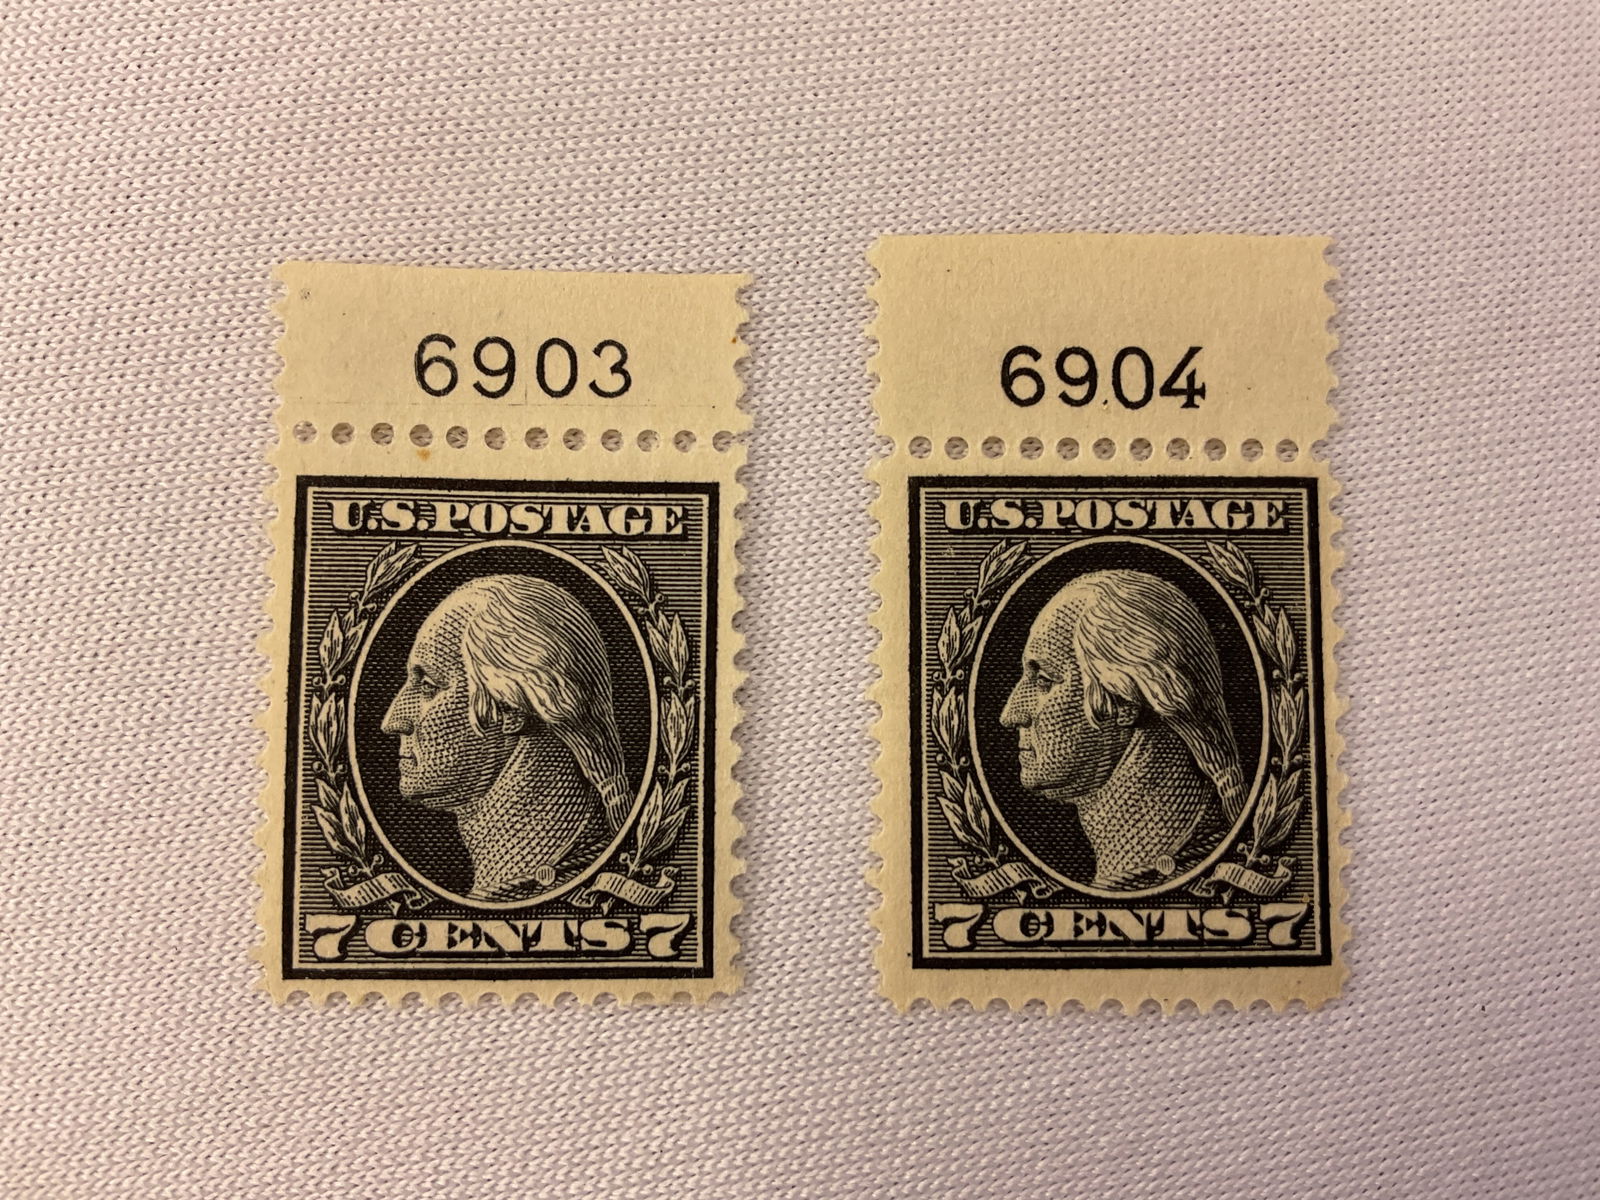 6903
U.S. POSTAGE
7 CENTS 7
6904
U.S. POSTAGE
7 CENTS 7